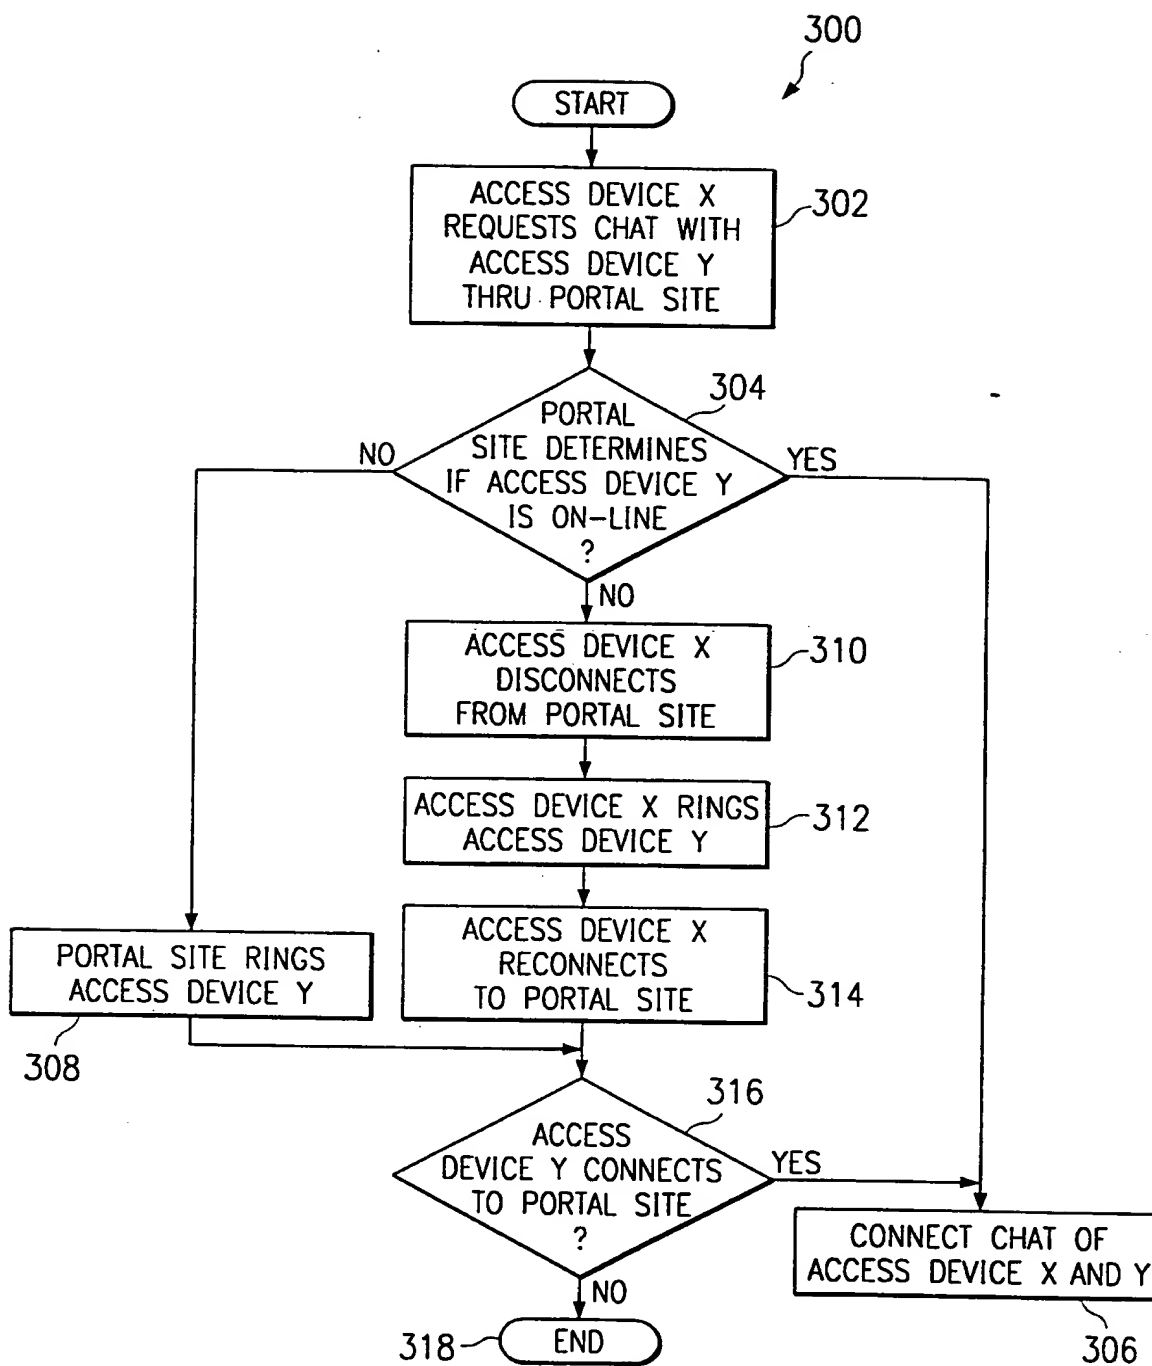 300
START
ACCESS DEVICE X
REQUESTS CHAT WITH
ACCESS DEVICE Y
THRU PORTAL SITE
302
304
PORTAL
SITE DETERMINES
IF ACCESS DEVICE Y
IS ON-LINE
?
NO
YES
NO
ACCESS DEVICE X
DISCONNECTS
FROM PORTAL SITE
310
ACCESS DEVICE X RINGS
ACCESS DEVICE Y
312
ACCESS DEVICE X
RECONNECTS
TO PORTAL SITE
314
PORTAL SITE RINGS
ACCESS DEVICE Y
308
316
ACCESS
DEVICE Y CONNECTS
TO PORTAL SITE
?
YES
NO
CONNECT CHAT OF
ACCESS DEVICE X AND Y
306
318
END